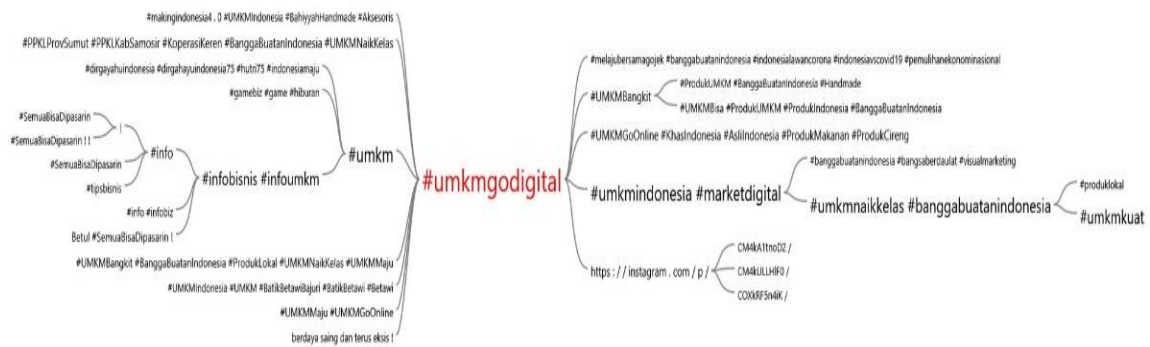 #makingindonesia4 . 0 #UMKMIndonesia #BahiyyahHandmade #Aksesoris
#PPKLProvSumut #PPKLKabSamosir #KoperasiKeren #BanggaBuatanIndonesia #UMKMNaikKelas
#dirgayahuindonesia #dirgahayuindonesia75 #hutri75 #indonesiamaju
#gamebiz #game #hiburan
#SemuaBisaDipasarin
!
#SemuaBisaDipasarin ! !
#info
#SemuaBisaDipasarin
#tipsbisnis
#umkm
#infobisnis #infoumkm
#info #infobiz
Betul #SemuaBisaDipasarin !
#UMKMBangkit #BanggaBuatanIndonesia #ProdukLokal #UMKMNaikKelas #UMKMMaju
#UMKMIndonesia #UMKM #BatikBetawiBajuri #BatikBetawi #Betawi
#UMKMMaju #UMKMGoOnline
berdaya saing dan terus eksis !
#umkmgodigital
#melajubersamagojek #banggabuatanindonesia #indonesialawancorona #indonesiavscovid19 #pemulihanekonominasional
#UMKMBangkit
#ProdukUMKM #BanggaBuatanIndonesia #Handmade
#UMKMBisa #ProdukUMKM #ProdukIndonesia #BanggaBuatanIndonesia
#UMKMGoOnline #KhasIndonesia #AsliIndonesia #ProdukMakanan #ProdukCireng
#umkmindonesia #marketdigital
#banggabuatanindonesia #bangsaberdaulat #visualmarketing
#umkmnaikkelas #banggabuatanindonesia
#produklokal
#umkmkuat
https : / / instagram . com / p /
CM4kA1tnoD2 /
CM4kULLHlF0 /
COXkRF5n4iK /